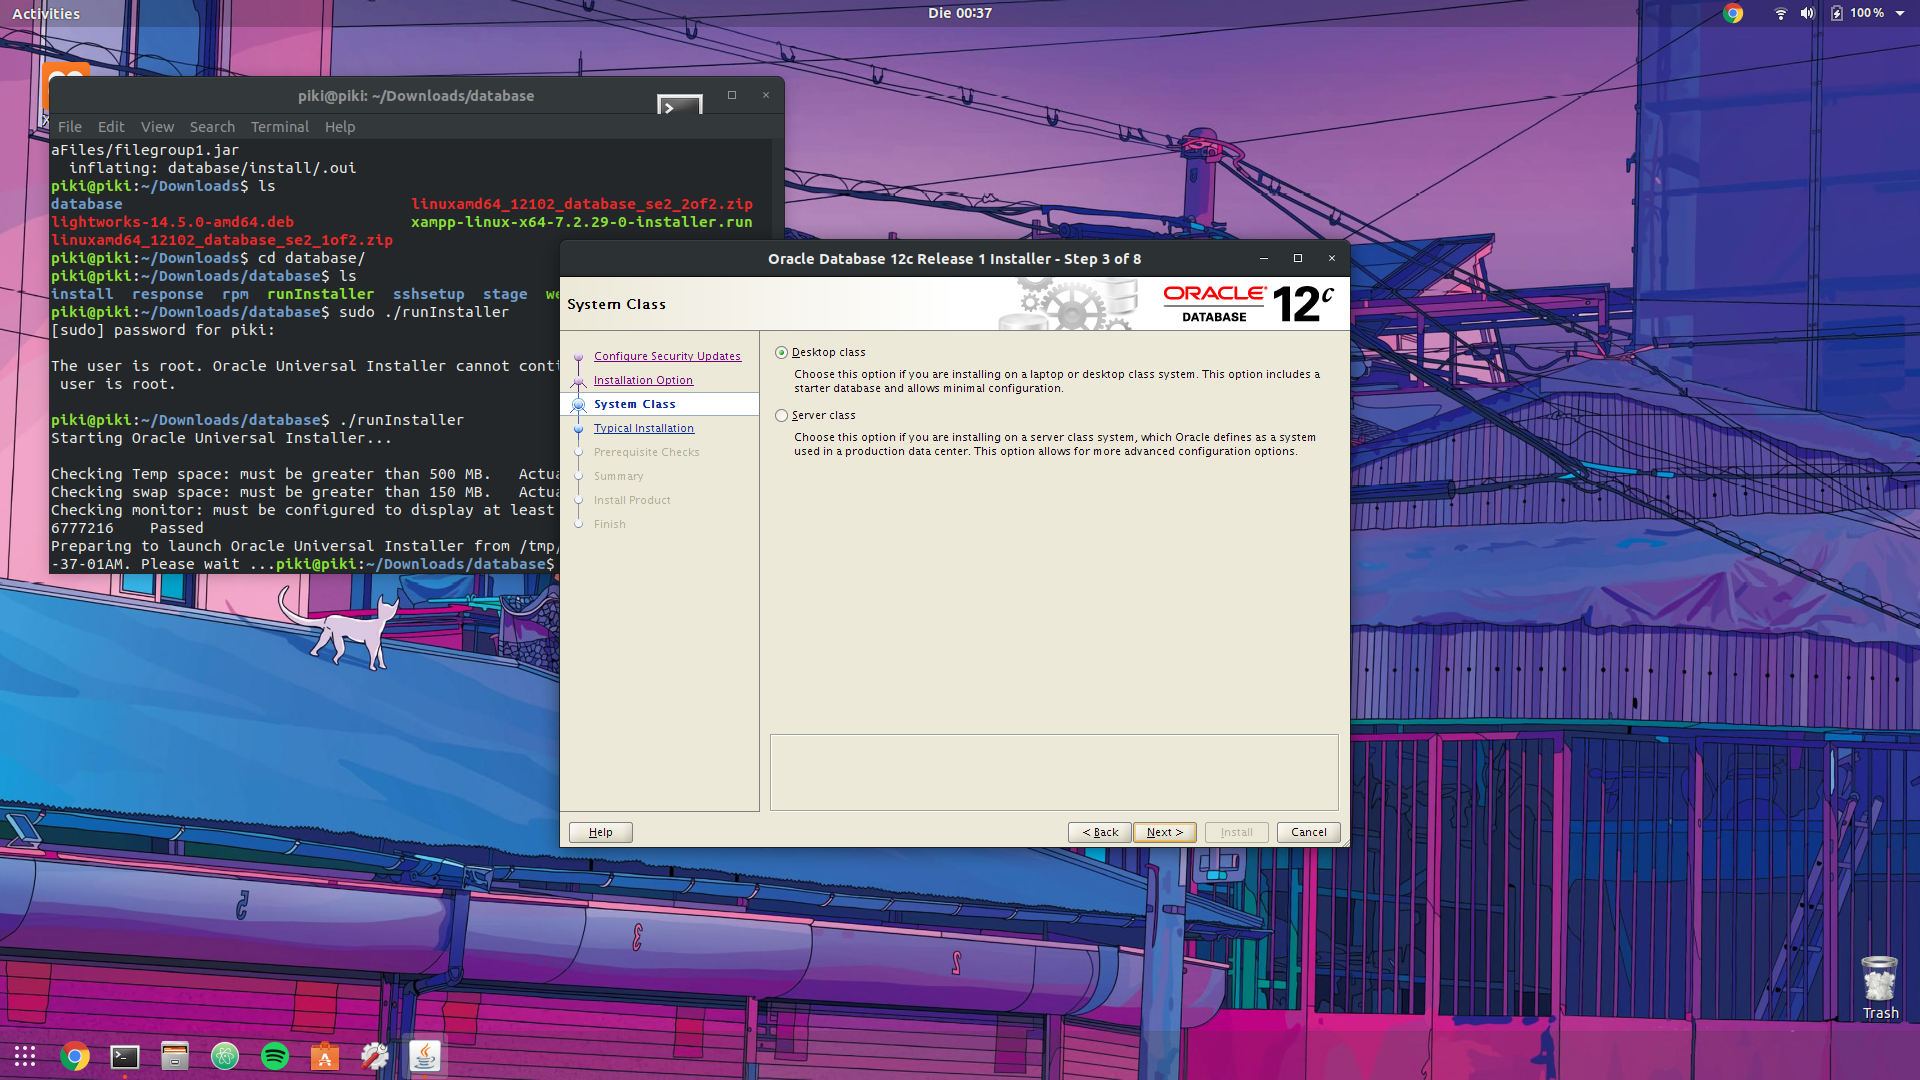 Activities
Die 00:37
100 %
piki@piki: ~/Downloads/database
File Edit View Search Terminal Help
aFiles/filegroup1.jar
inflating: database/install/.oui
piki@piki:~/Downloads$ ls
database linuxamd64_12102_database_se2_2of2.zip
lightworks-14.5.0-amd64.deb xampp-linux-x64-7.2.29-0-installer.run
linuxamd64_12102_database_se2_1of2.zip
piki@piki:~/Downloads$ cd database/
piki@piki:~/Downloads/database$ ls
install response rpm runInstaller sshsetup stage we
piki@piki:~/Downloads/database$ sudo ./runInstaller
[sudo] password for piki:
The user is root. Oracle Universal Installer cannot conti
user is root.
piki@piki:~/Downloads/database$ ./runInstaller
Starting Oracle Universal Installer...
Checking Temp space: must be greater than 500 MB. Actua
Checking swap space: must be greater than 150 MB. Actua
Checking monitor: must be configured to display at least
6777216 Passed
Preparing to launch Oracle Universal Installer from /tmp/
-37-01AM. Please wait ...piki@piki:~/Downloads/database$
Oracle Database 12c Release 1 Installer - Step 3 of 8
System Class
ORACLE
DATABASE
12c
Configure Security Updates
Installation Option
System Class
Typical Installation
Prerequisite Checks
Summary
Install Product
Finish
Desktop class
Choose this option if you are installing on a laptop or desktop class system. This option includes a
starter database and allows minimal configuration.
Server class
Choose this option if you are installing on a server class system, which Oracle defines as a system
used in a production data center. This option allows for more advanced configuration options.
Help
< Back
Next >
Install
Cancel
5
3
2
Trash